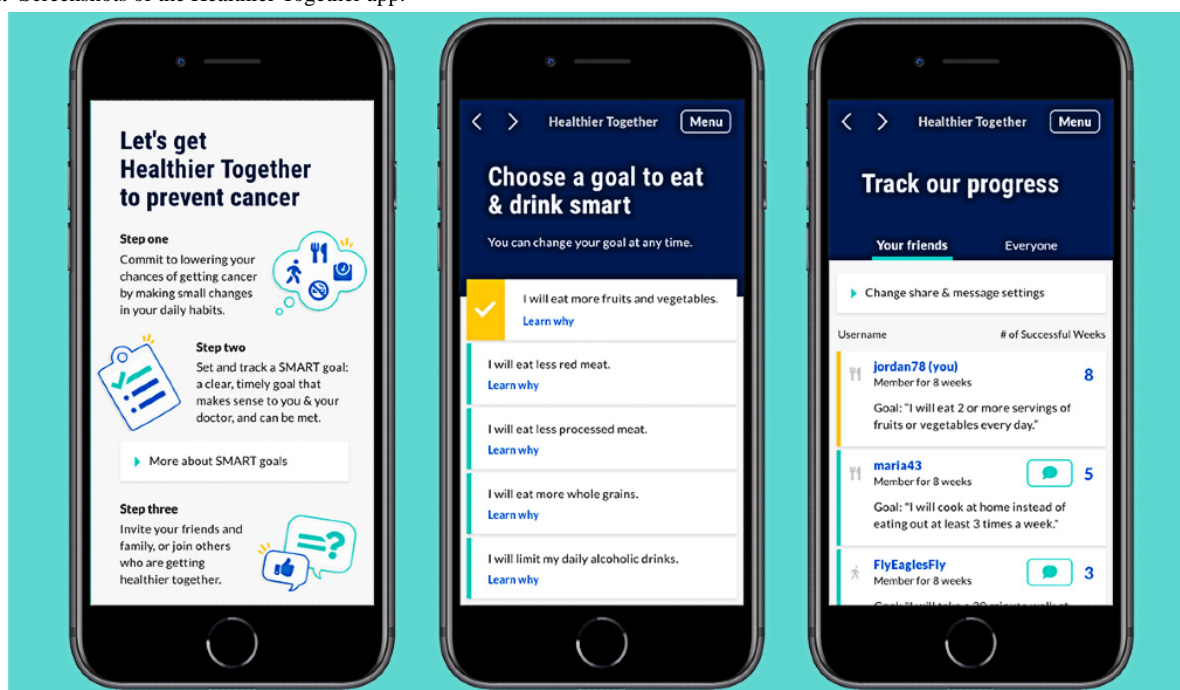 Screenshots of the Healthier Together app.
Let's get
Healthier Together
to prevent cancer
Step one
Commit to lowering your
chances of getting cancer
by making small changes
in your daily habits.
Step two
Set and track a SMART goal:
a clear, timely goal that
makes sense to you & your
doctor, and can be met.
More about SMART goals
Step three
Invite your friends and
family, or join others
who are getting
healthier together.
Healthier Together
Menu
Choose a goal to eat
& drink smart
You can change your goal at any time.
I will eat more fruits and vegetables.
Learn why
I will eat less red meat.
Learn why
I will eat less processed meat.
Learn why
I will eat more whole grains.
Learn why
I will limit my daily alcoholic drinks.
Learn why
Healthier Together
Menu
Track our progress
Your friends Everyone
Change share & message settings
Username # of Successful Weeks
jordan78 (you) 8
Member for 8 weeks
Goal: "I will eat 2 or more servings of
fruits or vegetables every day."
maria43 5
Member for 8 weeks
Goal: "I will cook at home instead of
eating out at least 3 times a week."
FlyEaglesFly 3
Member for 8 weeks